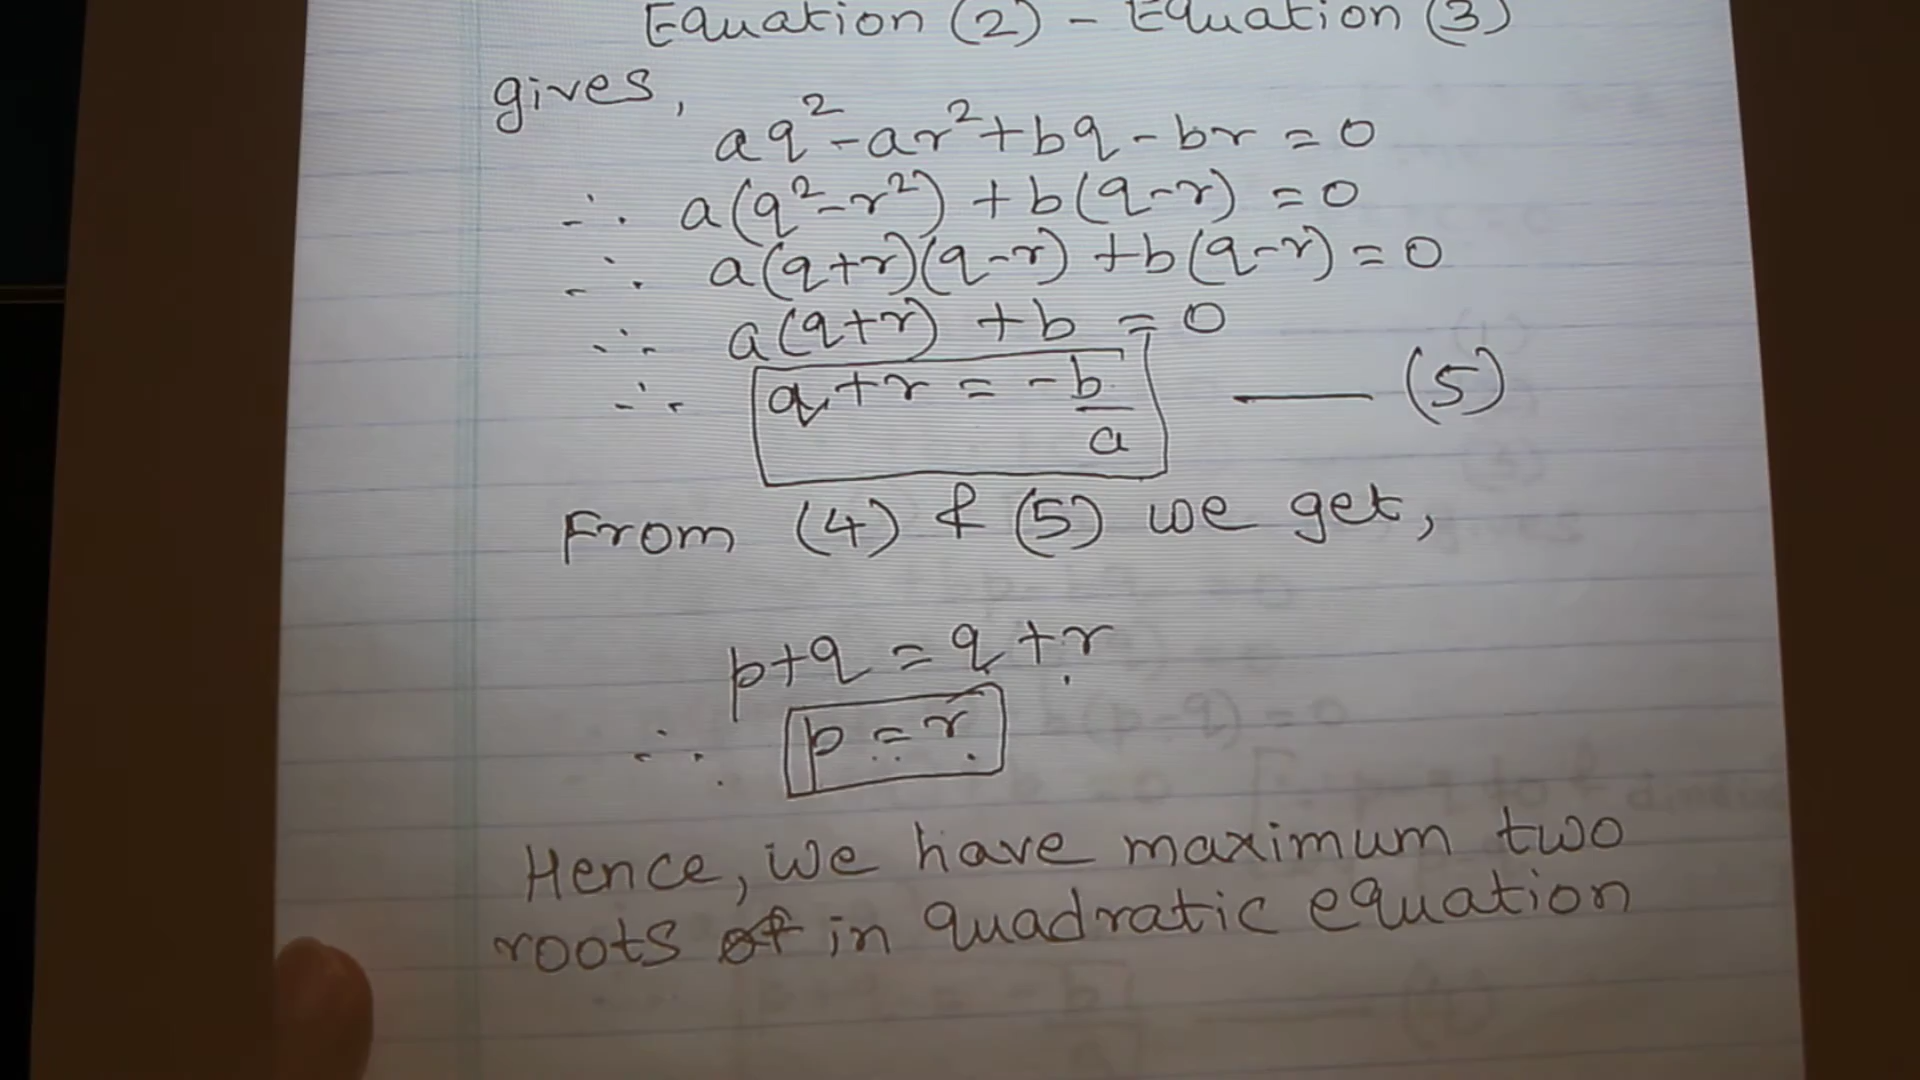 Equation (2) - Equation (3)
gives,
aq² - ar² + bq - br = 0
∴ a(q² - r²) + b(q-r) = 0
∴ a(q+r)(q-r) + b(q-r) = 0
∴ a(q+r) + b = 0
∴ q + r = -b/a —— (5)
From (4) & (5) we get,
p+q = q+r
∴ p = r
Hence, we have maximum two
roots in quadratic equation